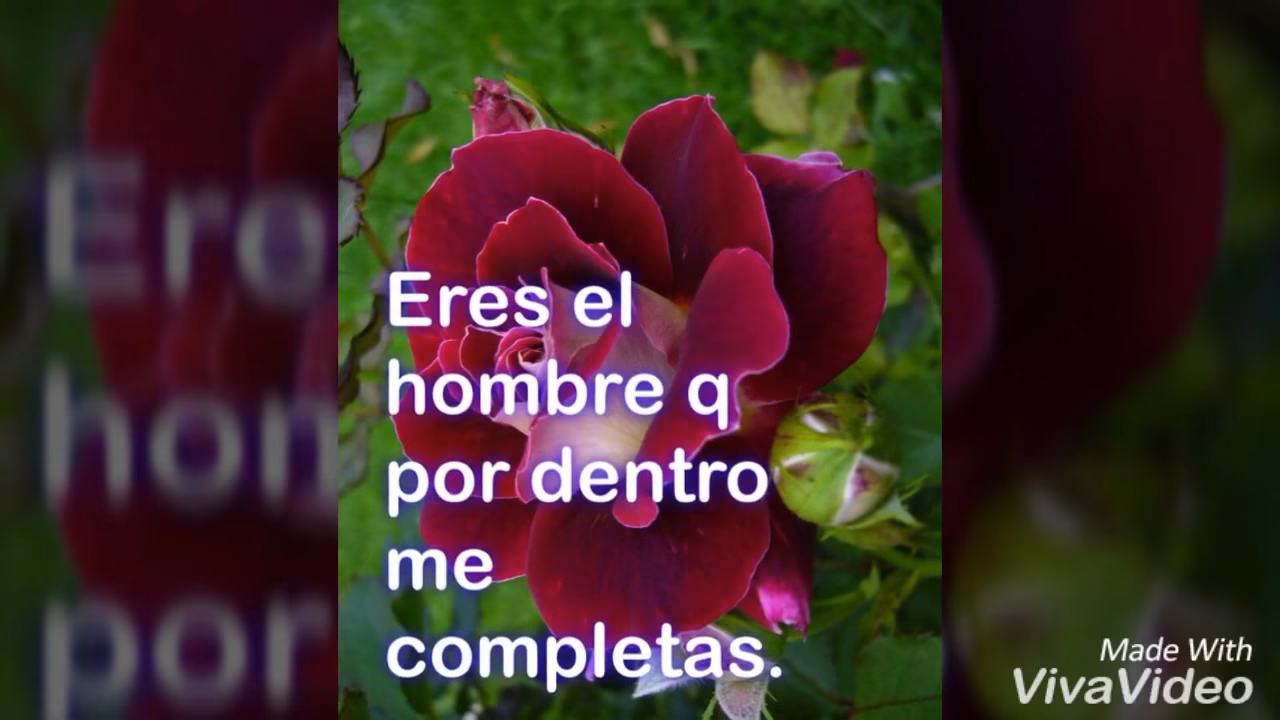 Eres el
hombre q
por dentro
me
completas.
Made With
VivaVideo